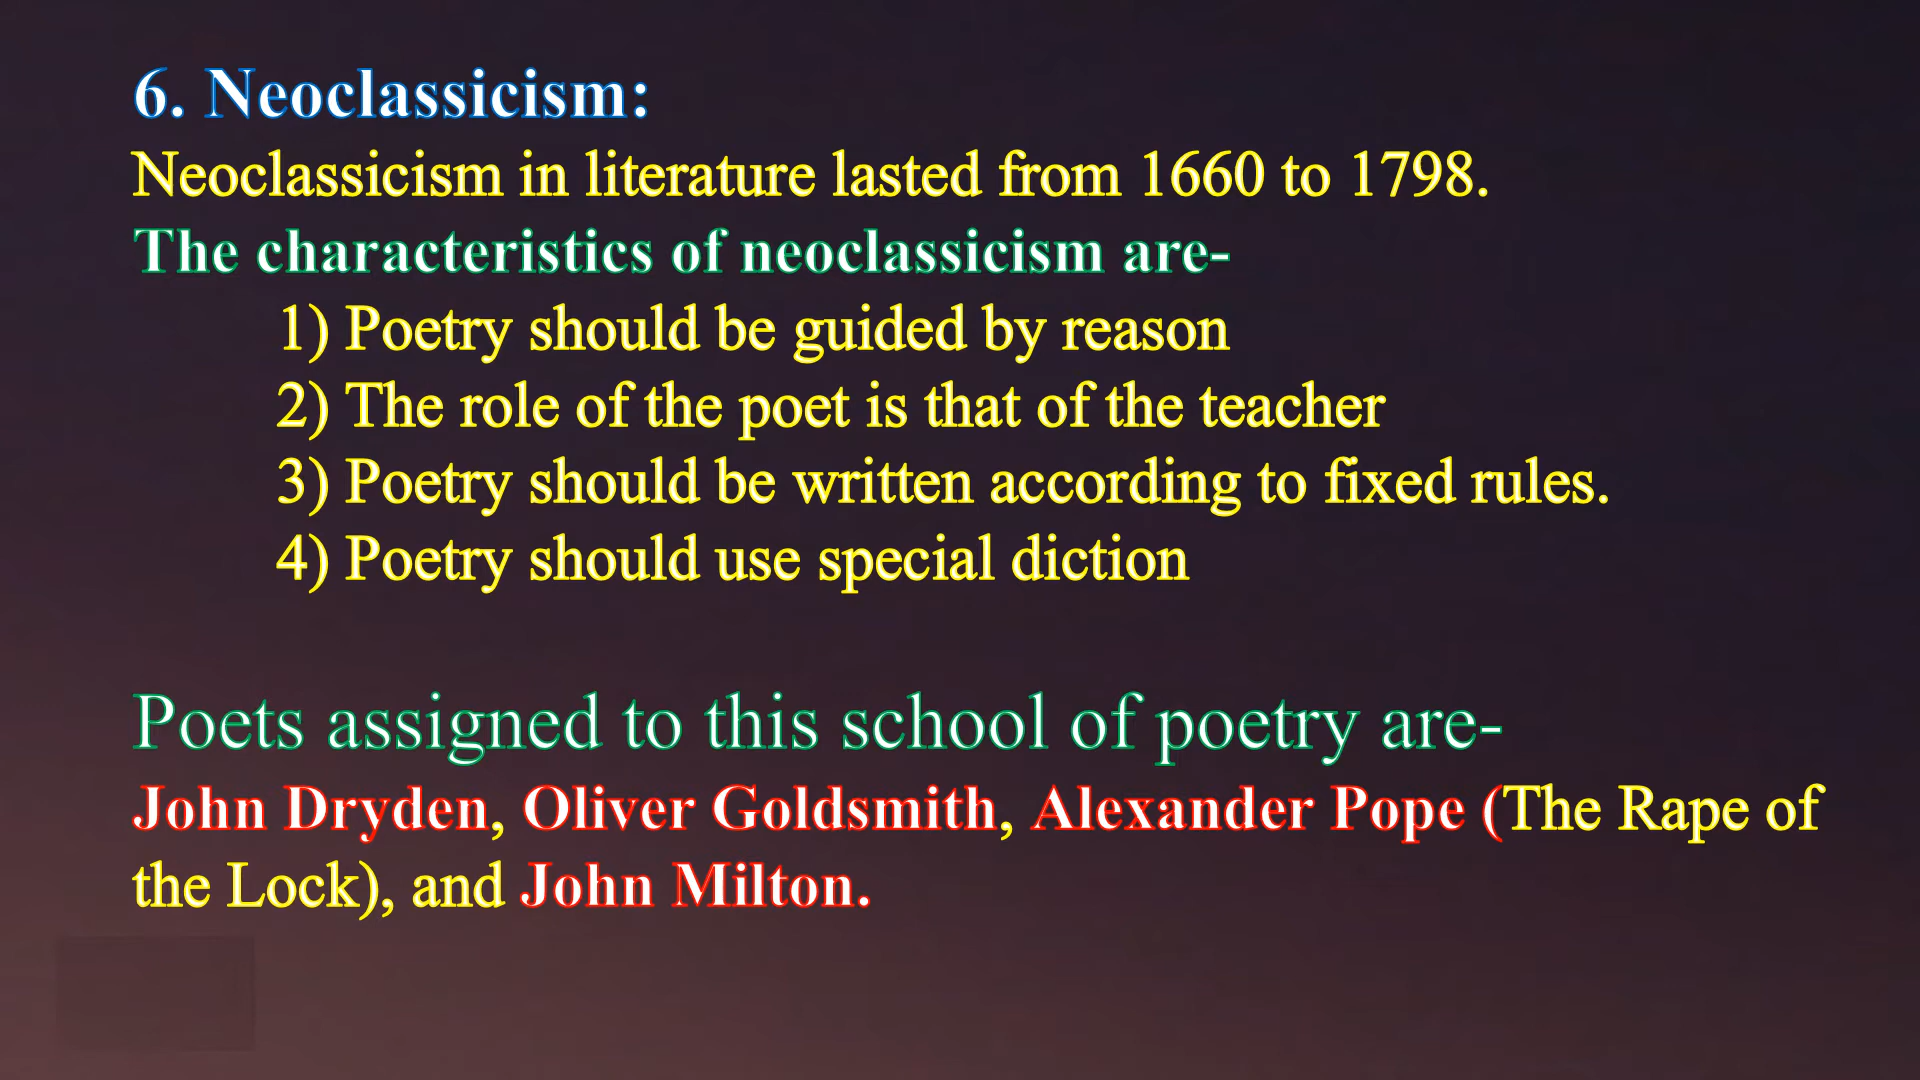 6. Neoclassicism:
Neoclassicism in literature lasted from 1660 to 1798.
The characteristics of neoclassicism are-
1) Poetry should be guided by reason
2) The role of the poet is that of the teacher
3) Poetry should be written according to fixed rules.
4) Poetry should use special diction
Poets assigned to this school of poetry are-
John Dryden, Oliver Goldsmith, Alexander Pope (The Rape of
the Lock), and John Milton.